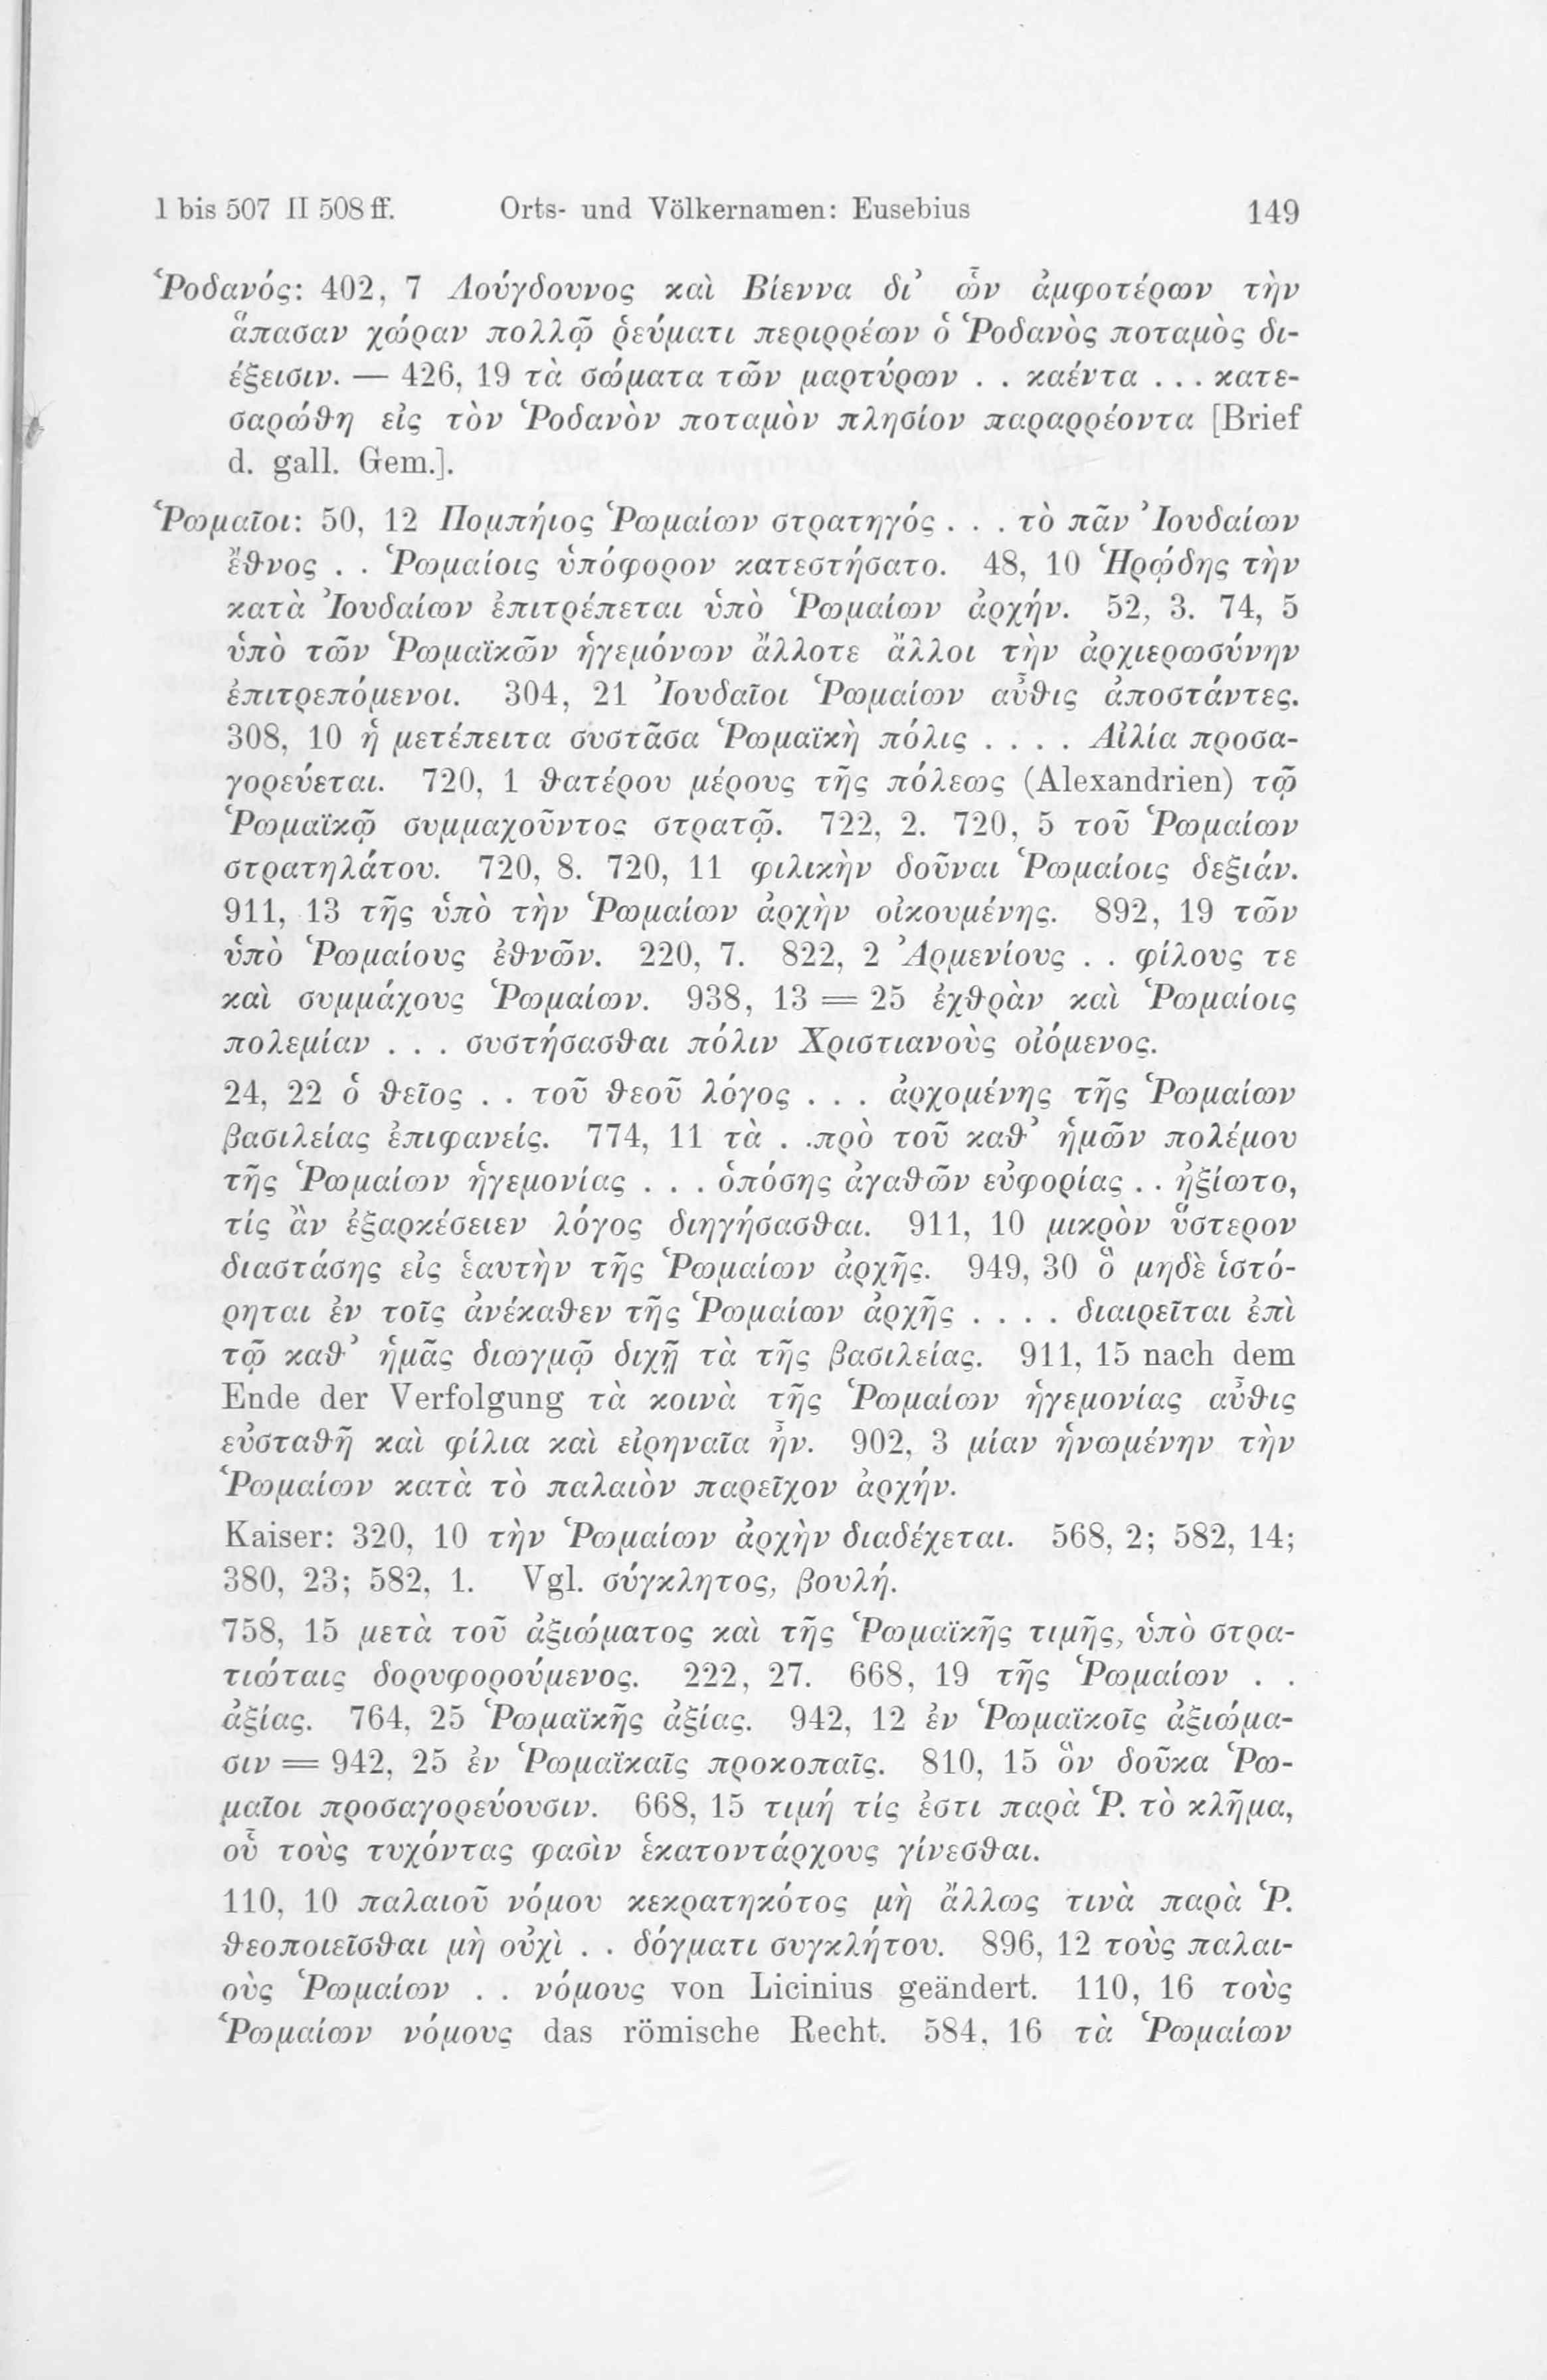 1 bis 507 II 508 ff. Orts- und Völkernamen: Eusebius 149
Ῥοδανός: 402, 7 Λούγδουνος καὶ Βίεννα δι’ ὧν ἀμφοτέρων τὴν
ἅπασαν χώραν πολλῷ ῥεύματι περιρρέων ὁ Ῥοδανὸς ποταμὸς δι-
έξεισιν. — 426, 19 τὰ σώματα τῶν μαρτύρων . . καέντα . . . κατε-
σαρώθη εἰς τὸν Ῥοδανὸν ποταμὸν πλησίον παραρρέοντα [Brief
d. gall. Gem.].
Ῥωμαῖοι: 50, 12 Πομπήιος Ῥωμαίων στρατηγός . . . τὸ πᾶν Ἰουδαίων
ἔθνος . . Ῥωμαίοις ὑπόφορον κατεστήσατο. 48, 10 Ἡρῴδης τὴν
κατὰ Ἰουδαίων ἐπιτρέπεται ὑπὸ Ῥωμαίων ἀρχήν. 52, 3. 74, 5
ὑπὸ τῶν Ῥωμαϊκῶν ἡγεμόνων ἄλλοτε ἄλλοι τὴν ἀρχιερωσύνην
ἐπιτρεπόμενοι. 304, 21 Ἰουδαῖοι Ῥωμαίων αὖθις ἀποστάντες.
308, 10 ἡ μετέπειτα συστᾶσα Ῥωμαϊκὴ πόλις . . . . Αἰλία προσα-
γορεύεται. 720, 1 θατέρου μέρους τῆς πόλεως (Alexandrien) τῷ
Ῥωμαϊκῷ συμμαχοῦντος στρατῷ. 722, 2. 720, 5 τοῦ Ῥωμαίων
στρατηλάτου. 720, 8. 720, 11 φιλικὴν δοῦναι Ῥωμαίοις δεξιάν.
911, 13 τῆς ὑπὸ τὴν Ῥωμαίων ἀρχὴν οἰκουμένης. 892, 19 τῶν
ὑπὸ Ῥωμαίους ἐθνῶν. 220, 7. 822, 2 Ἀρμενίους . . φίλους τε
καὶ συμμάχους Ῥωμαίων. 938, 13 = 25 ἐχθρὰν καὶ Ῥωμαίοις
πολεμίαν . . . συστήσασθαι πόλιν Χριστιανοὺς οἰόμενος.
24, 22 ὁ θεῖος . . τοῦ θεοῦ λόγος . . . ἀρχομένης τῆς Ῥωμαίων
βασιλείας ἐπιφανείς. 774, 11 τὰ . .πρὸ τοῦ καθ’ ἡμῶν πολέμου
τῆς Ῥωμαίων ἡγεμονίας . . . ὁπόσης ἀγαθῶν εὐφορίας . . ἠξίωτο,
τίς ἂν ἐξαρκέσειεν λόγος διηγήσασθαι. 911, 10 μικρὸν ὕστερον
διαστάσης εἰς ἑαυτὴν τῆς Ῥωμαίων ἀρχῆς. 949, 30 ὃ μηδὲ ἱστό-
ρηται ἐν τοῖς ἀνέκαθεν τῆς Ῥωμαίων ἀρχῆς . . . . διαιρεῖται ἐπὶ
τῷ καθ’ ἡμᾶς διωγμῷ διχῇ τὰ τῆς βασιλείας. 911, 15 nach dem
Ende der Verfolgung τὰ κοινὰ τῆς Ῥωμαίων ἡγεμονίας αὖθις
εὐσταθῆ καὶ φίλια καὶ εἰρηναῖα ἦν. 902, 3 μίαν ἡνωμένην τὴν
Ῥωμαίων κατὰ τὸ παλαιὸν παρεῖχον ἀρχήν.
Kaiser: 320, 10 τὴν Ῥωμαίων ἀρχὴν διαδέχεται. 568, 2; 582, 14;
380, 23; 582, 1. Vgl. σύγκλητος, βουλή.
758, 15 μετὰ τοῦ ἀξιώματος καὶ τῆς Ῥωμαϊκῆς τιμῆς, ὑπὸ στρα-
τιώταις δορυφορούμενος. 222, 27. 668, 19 τῆς Ῥωμαίων . .
ἀξίας. 764, 25 Ῥωμαϊκῆς ἀξίας. 942, 12 ἐν Ῥωμαϊκοῖς ἀξιώμα-
σιν = 942, 25 ἐν Ῥωμαϊκαῖς προκοπαῖς. 810, 15 ὃν δοῦκα Ῥω-
μαῖοι προσαγορεύουσιν. 668, 15 τιμή τίς ἐστι παρὰ Ῥ. τὸ κλῆμα,
οὗ τοὺς τυχόντας φασὶν ἑκατοντάρχους γίνεσθαι.
110, 10 παλαιοῦ νόμου κεκρατηκότος μὴ ἄλλως τινὰ παρὰ Ῥ.
θεοποιεῖσθαι μὴ οὐχὶ . . δόγματι συγκλήτου. 896, 12 τοὺς παλαι-
οὺς Ῥωμαίων . . νόμους von Licinius geändert. 110, 16 τοὺς
Ῥωμαίων νόμους das römische Recht. 584, 16 τὰ Ῥωμαίων